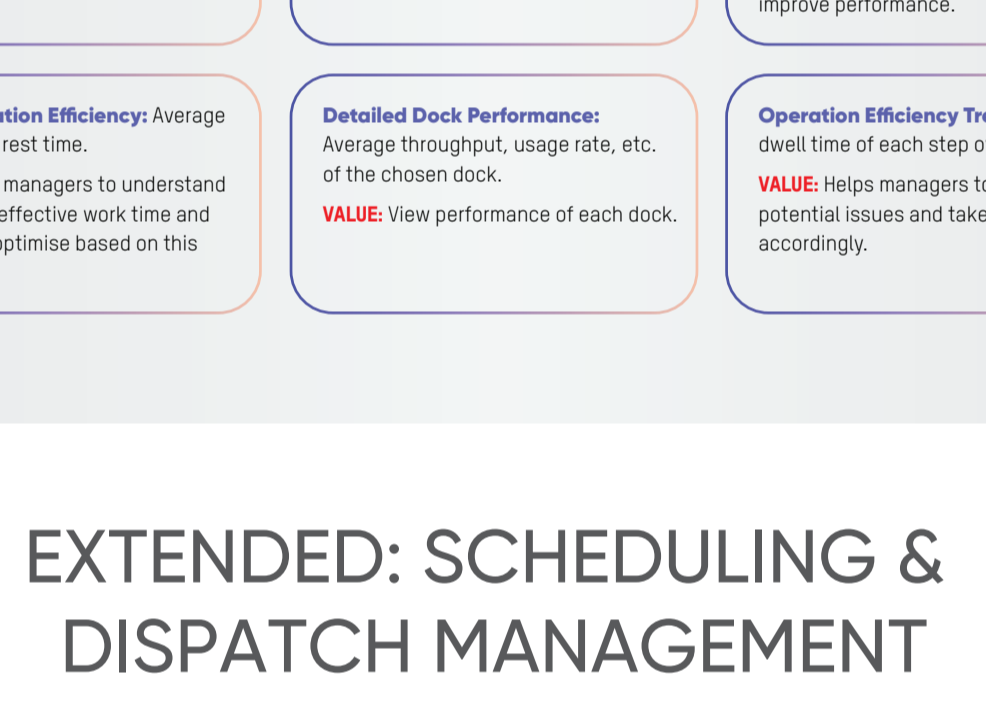 improve performance.
Efficiency: Average
rest time.
managers to understand
effective work time and
optimise based on this
Detailed Dock Performance:
Average throughput, usage rate, etc.
of the chosen dock.
VALUE: View performance of each dock.
Operation Efficiency
dwell time of each step
VALUE: Helps managers
potential issues and take
accordingly.
EXTENDED: SCHEDULING &
DISPATCH MANAGEMENT